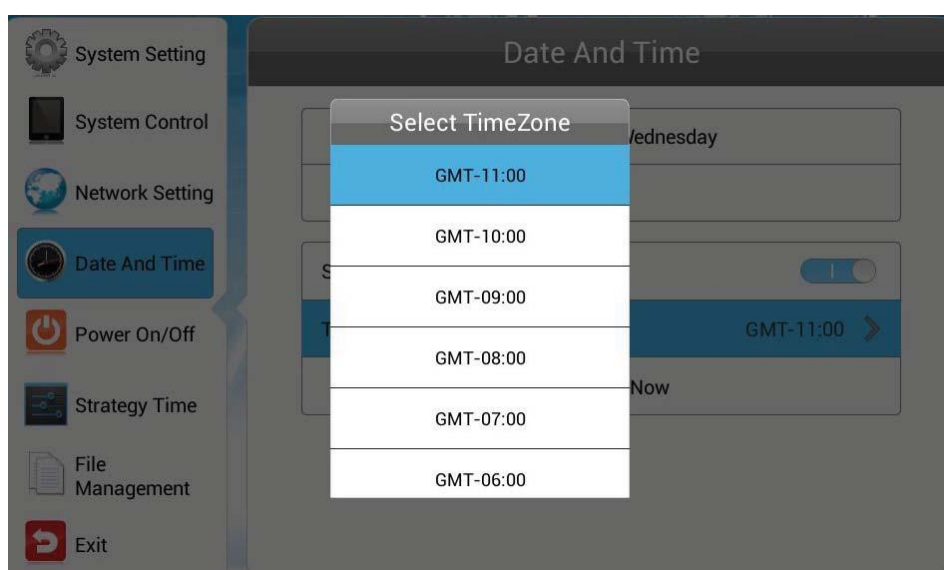 System Setting
System Control
Network Setting
Date And Time
Power On/Off
Strategy Time
File
Management
Exit
Date And Time
Select TimeZone
GMT-11:00
GMT-10:00
GMT-09:00
GMT-08:00
GMT-07:00
GMT-06:00
GMT-11:00
Now